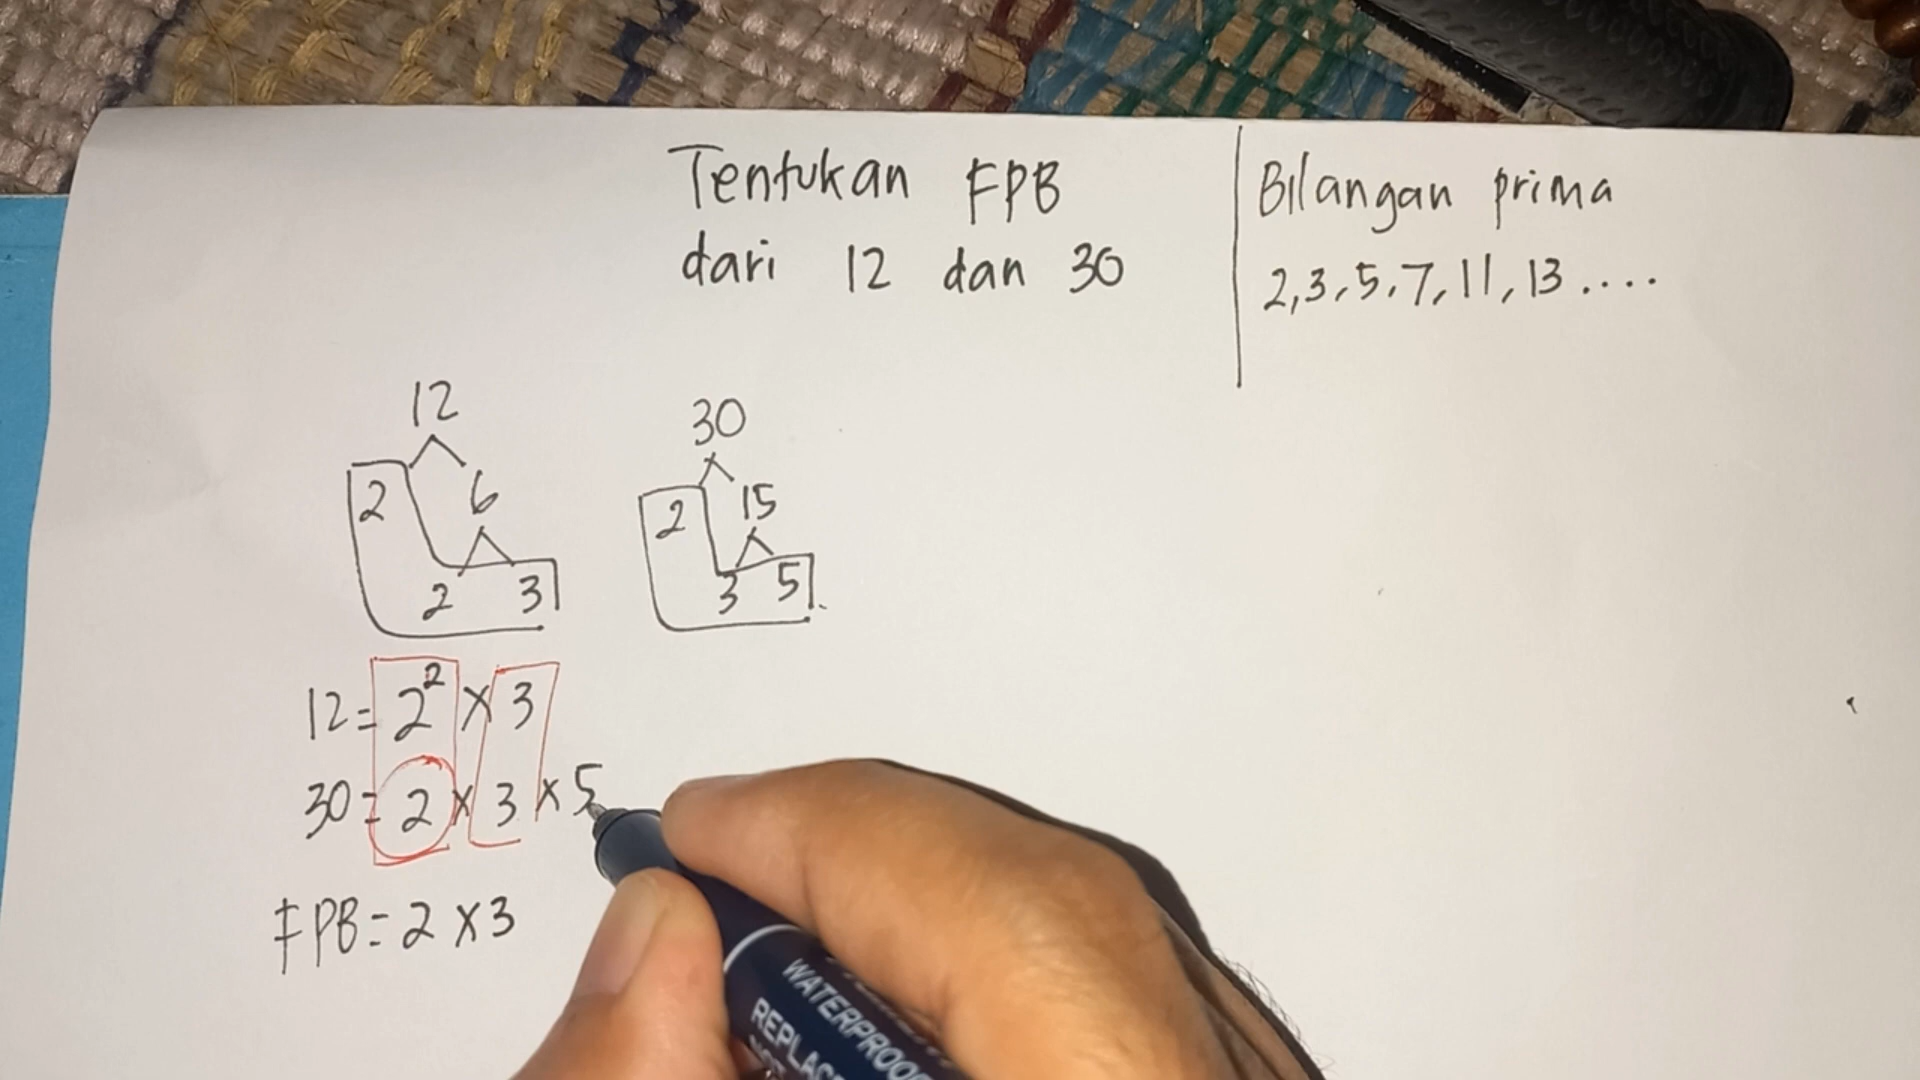 Tentukan FPB
dari 12 dan 30
Bilangan prima
2,3,5,7,11,13....
12
2 6
2 3
30
2 15
3 5
12 = 2² × 3
30 = 2 × 3 × 5
FPB = 2 × 3
WATERPROOF